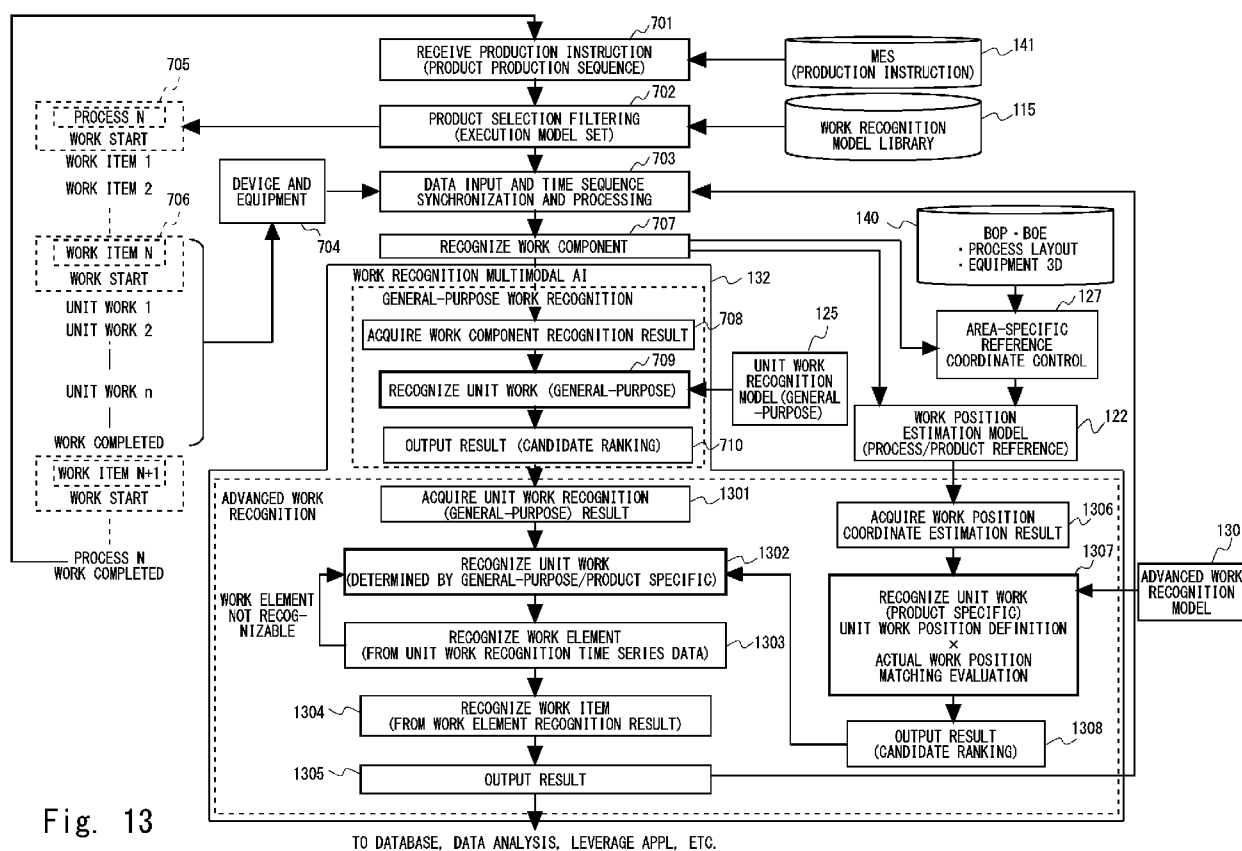 701
RECEIVE PRODUCTION INSTRUCTION
(PRODUCT PRODUCTION SEQUENCE)
MES
(PRODUCTION INSTRUCTION)
141
705
PROCESS N
WORK START
WORK ITEM 1
WORK ITEM 2
702
PRODUCT SELECTION FILTERING
(EXECUTION MODEL SET)
WORK RECOGNITION
MODEL LIBRARY
115
703
DATA INPUT AND TIME SEQUENCE
SYNCHRONIZATION AND PROCESSING
DEVICE AND
EQUIPMENT
704
706
WORK ITEM N
WORK START
UNIT WORK 1
UNIT WORK 2
UNIT WORK n
WORK COMPLETED
WORK ITEM N+1
WORK START
PROCESS N
WORK COMPLETED
707
RECOGNIZE WORK COMPONENT
140
BOP · BOE
· PROCESS LAYOUT
· EQUIPMENT 3D
WORK RECOGNITION MULTIMODAL AI
132
GENERAL-PURPOSE WORK RECOGNITION
708
ACQUIRE WORK COMPONENT RECOGNITION RESULT
709
RECOGNIZE UNIT WORK (GENERAL-PURPOSE)
125
UNIT WORK
RECOGNITION
MODEL(GENERAL
-PURPOSE)
127
AREA-SPECIFIC
REFERENCE
COORDINATE CONTROL
OUTPUT RESULT (CANDIDATE RANKING)
710
WORK POSITION
ESTIMATION MODEL
(PROCESS/PRODUCT REFERENCE)
122
ADVANCED WORK
RECOGNITION
ACQUIRE UNIT WORK RECOGNITION
(GENERAL-PURPOSE) RESULT
1301
ACQUIRE WORK POSITION
COORDINATE ESTIMATION RESULT
1306
RECOGNIZE UNIT WORK
(DETERMINED BY GENERAL-PURPOSE/PRODUCT SPECIFIC)
1302
WORK ELEMENT
NOT RECOG-
NIZABLE
1307
RECOGNIZE UNIT WORK
(PRODUCT SPECIFIC)
UNIT WORK POSITION DEFINITION
×
ACTUAL WORK POSITION
MATCHING EVALUATION
130
ADVANCED WORK
RECOGNITION
MODEL
RECOGNIZE WORK ELEMENT
(FROM UNIT WORK RECOGNITION TIME SERIES DATA)
1303
1304
RECOGNIZE WORK ITEM
(FROM WORK ELEMENT RECOGNITION RESULT)
OUTPUT RESULT
(CANDIDATE RANKING)
1308
1305
OUTPUT RESULT
Fig. 13
TO DATABASE, DATA ANALYSIS, LEVERAGE APPL, ETC.